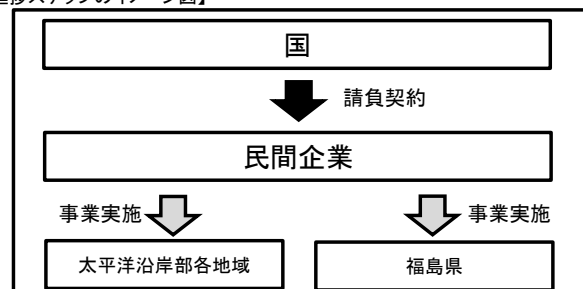 国
請負契約
民間企業
事業実施
事業実施
太平洋沿岸部各地域
福島県